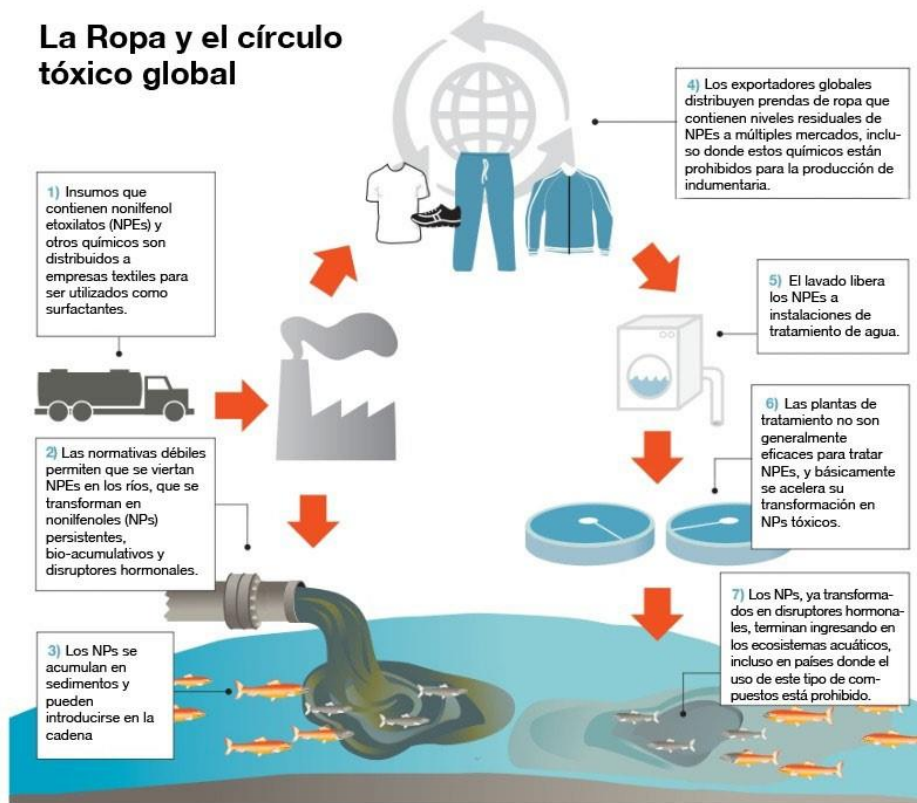 La Ropa y el círculo
tóxico global
1) Insumos que
contienen nonilfenol
etoxilatos (NPEs) y
otros químicos son
distribuidos a
empresas textiles para
ser utilizados como
surfactantes.
2) Las normativas débiles
permiten que se viertan
NPEs en los ríos, que se
transforman en
nonilfenoles (NPs)
persistentes,
bio-acumulativos y
disruptores hormonales.
3) Los NPs se
acumulan en
sedimentos y
pueden
introducirse en la
cadena
4) Los exportadores globales
distribuyen prendas de ropa que
contienen niveles residuales de
NPEs a múltiples mercados, inclu-
so donde estos químicos están
prohibidos para la producción de
indumentaria.
5) El lavado libera
los NPEs a
instalaciones de
tratamiento de agua.
6) Las plantas de
tratamiento no son
generalmente
eficaces para tratar
NPEs, y básicamente
se acelera su
transformación en
NPs tóxicos.
7) Los NPs, ya transforma-
dos en disruptores hormona-
les, terminan ingresando en
los ecosistemas acuáticos,
incluso en países donde el
uso de este tipo de com-
puestos está prohibido.